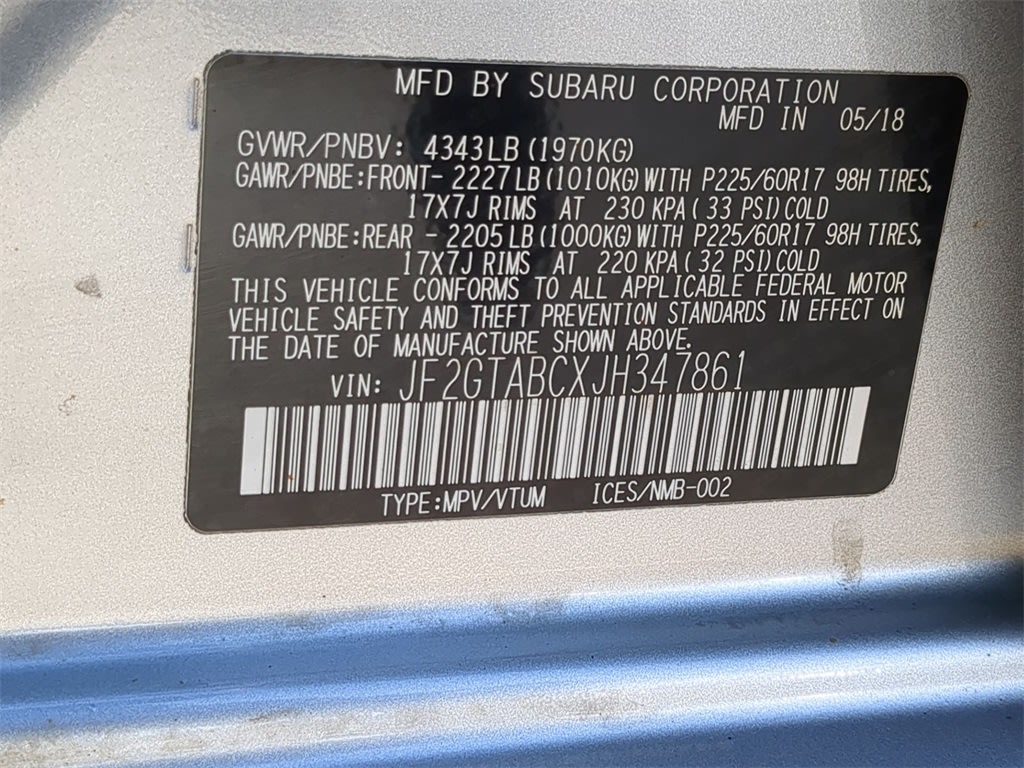 MFD BY SUBARU CORPORATION
MFD IN 05/18
GVWR/PNBV: 4343LB(1970KG)
GAWR/PNBE:FRONT- 2227LB(1010KG)WITH P225/60R17 98H TIRES,
17X7J RIMS AT 230 KPA( 33 PSI)COLD
GAWR/PNBE:REAR - 2205LB(1000KG)WITH P225/60R17 98H TIRES,
17X7J RIMS AT 220 KPA( 32 PSI)COLD
THIS VEHICLE CONFORMS TO ALL APPLICABLE FEDERAL MOTOR
VEHICLE SAFETY AND THEFT PREVENTION STANDARDS IN EFFECT ON
THE DATE OF MANUFACTURE SHOWN ABOVE.
VIN: JF2GTABCXJH347861
TYPE:MPV/VTUM ICES/NMB-002